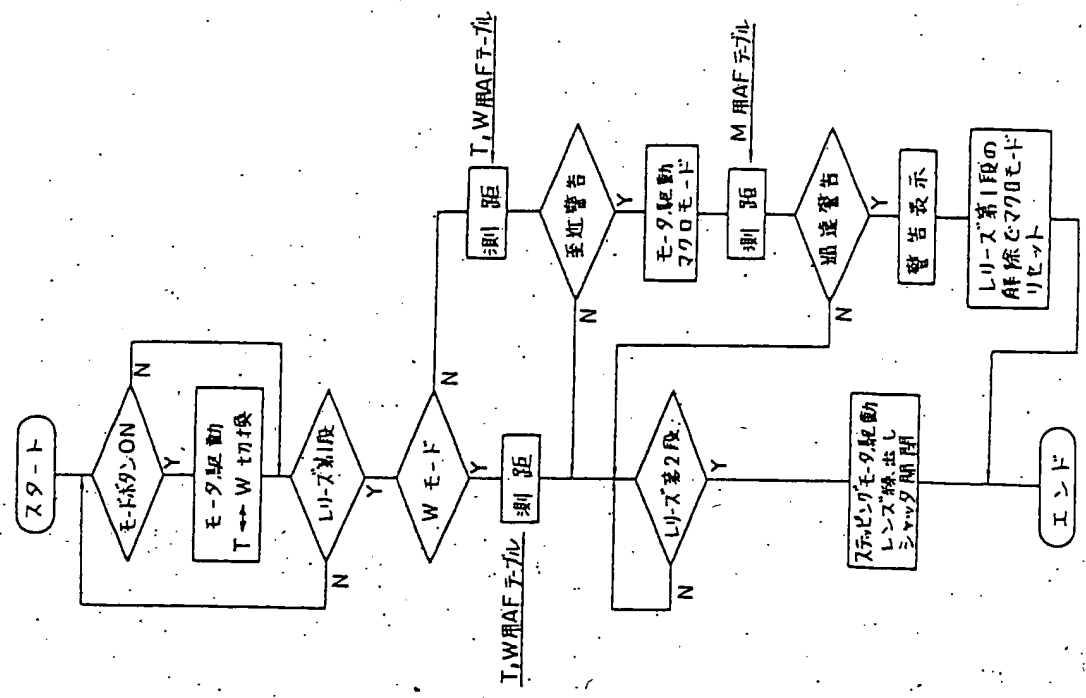 スタート
モードボタンON
N
Y
モータ駆動
T↔W切換
レリーズ第1段
N
Y
Wモード
N
Y
測距
T,W用AFテーブル
測距
T,W用AFテーブル
至近警告
N
Y
モータ駆動
マクロモード
測距
M用AFテーブル
過遠警告
N
Y
警告表示
レリーズ第1段の
解除でマクロモード
リセット
レリーズ第2段
N
Y
ステッピングモータ駆動
レンズ繰出し
シャッタ開閉
エンド